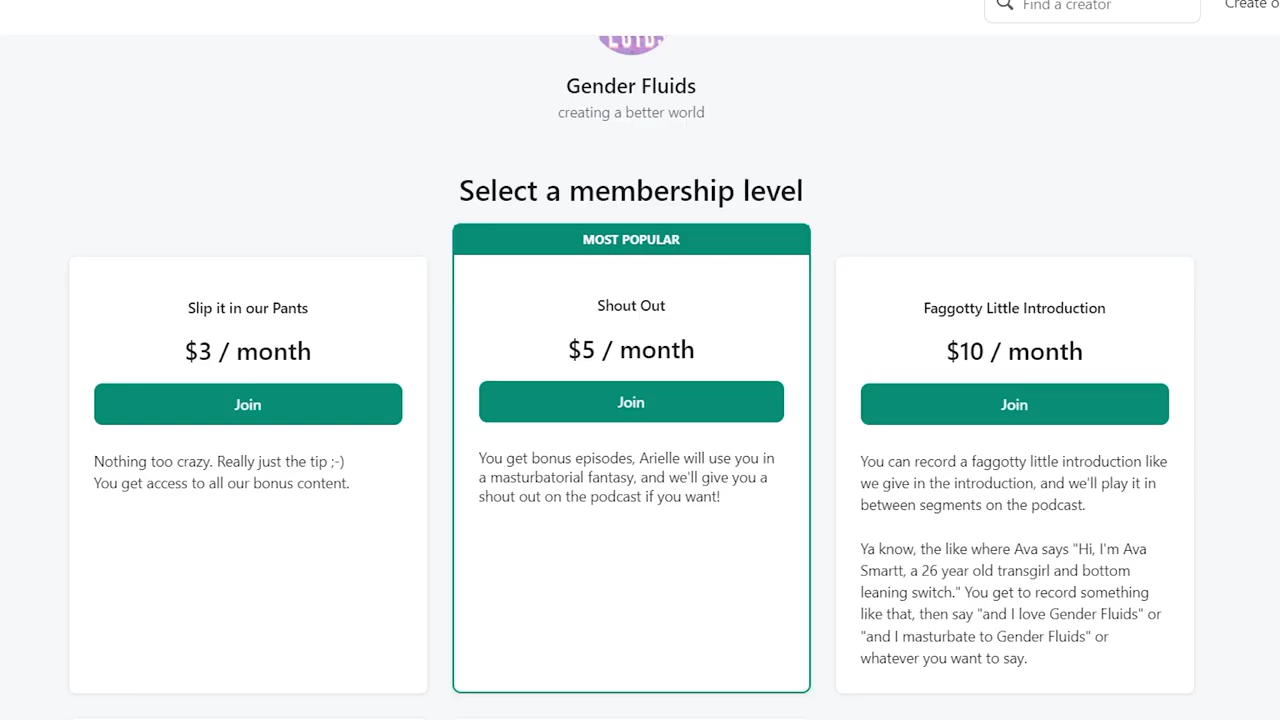 Find a creator
Create o
Gender Fluids
creating a better world
Select a membership level
MOST POPULAR
Slip it in our Pants
$3 / month
Join
Nothing too crazy. Really just the tip ;-)
You get access to all our bonus content.
Shout Out
$5 / month
Join
You get bonus episodes, Arielle will use you in
a masturbatorial fantasy, and we'll give you a
shout out on the podcast if you want!
Faggotty Little Introduction
$10 / month
Join
You can record a faggotty little introduction like
we give in the introduction, and we'll play it in
between segments on the podcast.
Ya know, the like where Ava says "Hi, I'm Ava
Smartt, a 26 year old transgirl and bottom
leaning switch." You get to record something
like that, then say "and I love Gender Fluids" or
"and I masturbate to Gender Fluids" or
whatever you want to say.